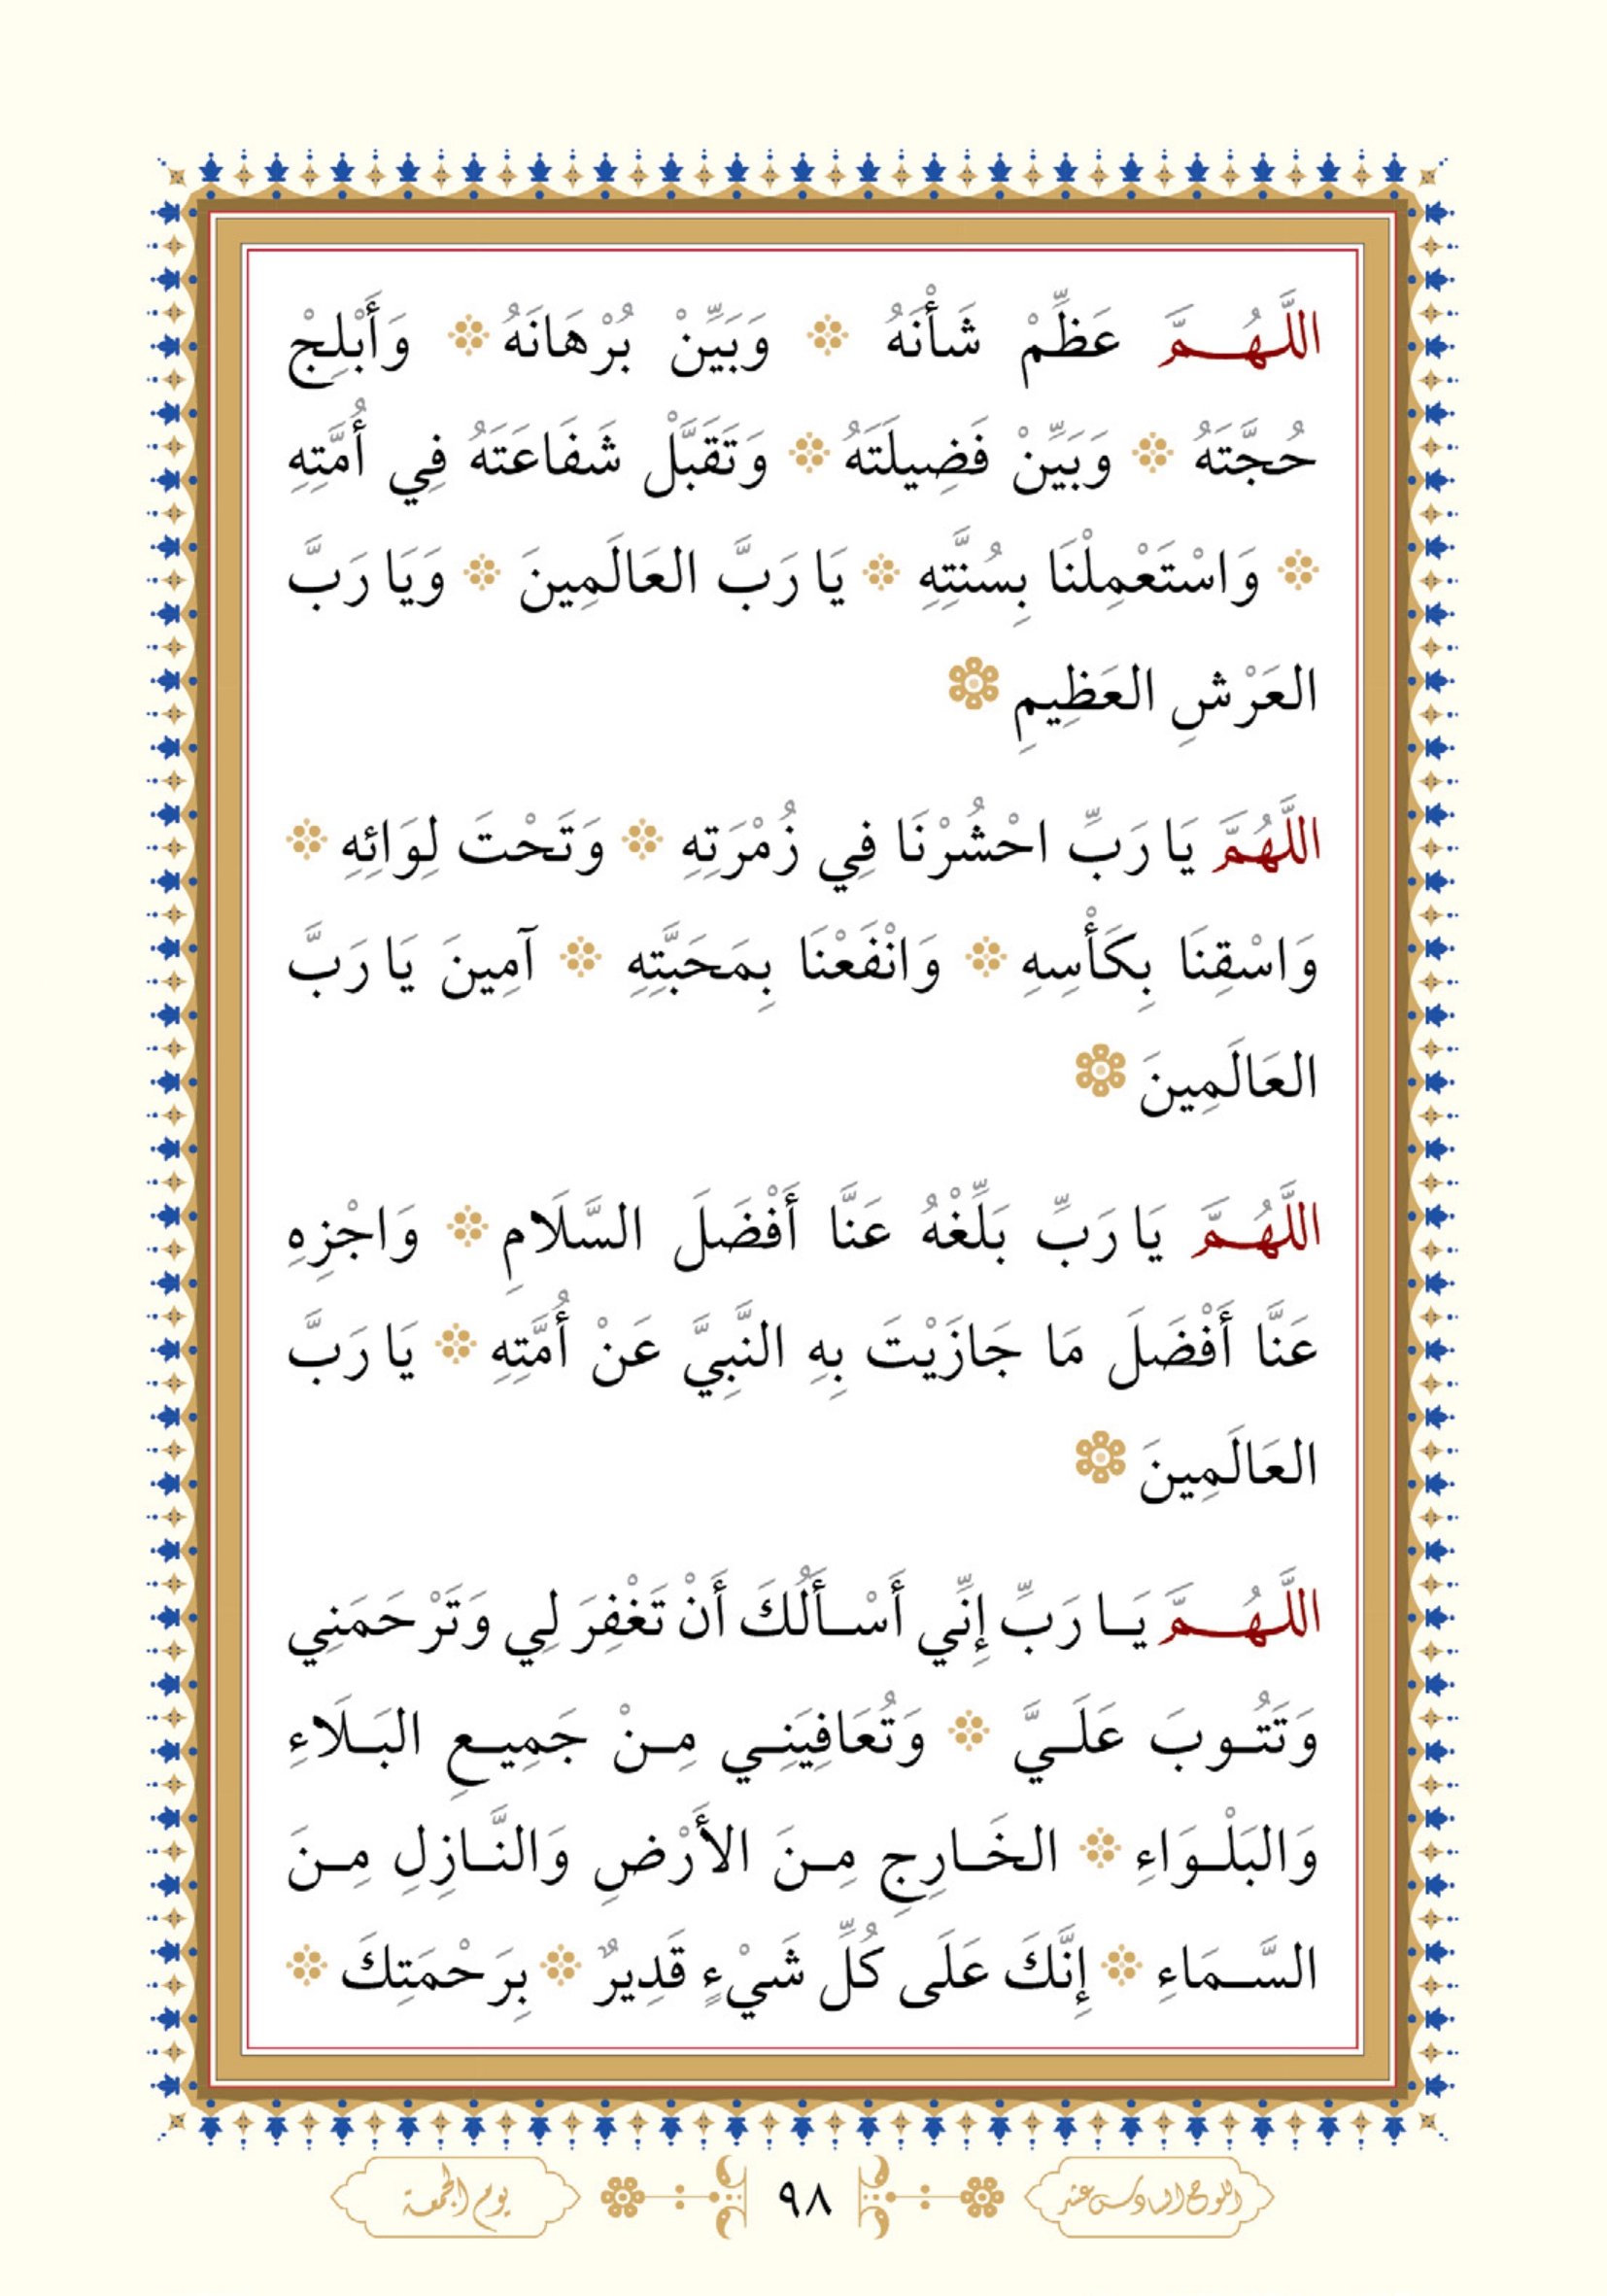 اللَّهُمَّ عَظِّمْ شَأْنَهُ وَبَيِّنْ بُرْهَانَهُ وَأَبْلِجْ
حُجَّتَهُ وَبَيِّنْ فَضِيلَتَهُ وَتَقَبَّلْ شَفَاعَتَهُ فِي أُمَّتِهِ
وَاسْتَعْمِلْنَا بِسُنَّتِهِ يَا رَبَّ العَالَمِينَ وَيَا رَبَّ
العَرْشِ العَظِيمِ
اللَّهُمَّ يَا رَبِّ احْشُرْنَا فِي زُمْرَتِهِ وَتَحْتَ لِوَائِهِ
وَاسْقِنَا بِكَأْسِهِ وَانْفَعْنَا بِمَحَبَّتِهِ آمِينَ يَا رَبَّ
العَالَمِينَ
اللَّهُمَّ يَا رَبِّ بَلِّغْهُ عَنَّا أَفْضَلَ السَّلَامِ وَاجْزِهِ
عَنَّا أَفْضَلَ مَا جَازَيْتَ بِهِ النَّبِيَّ عَنْ أُمَّتِهِ يَا رَبَّ
العَالَمِينَ
اللَّهُمَّ يَا رَبِّ إِنِّي أَسْأَلُكَ أَنْ تَغْفِرَ لِي وَتَرْحَمَنِي
وَتَتُوبَ عَلَيَّ وَتُعَافِيَنِي مِنْ جَمِيعِ البَلَاءِ
وَالبَلْوَاءِ الخَارِجِ مِنَ الأَرْضِ وَالنَّازِلِ مِنَ
السَّمَاءِ إِنَّكَ عَلَى كُلِّ شَيْءٍ قَدِيرٌ بِرَحْمَتِكَ
اللوح السادس عشر ٩٨ يوم الجمعة